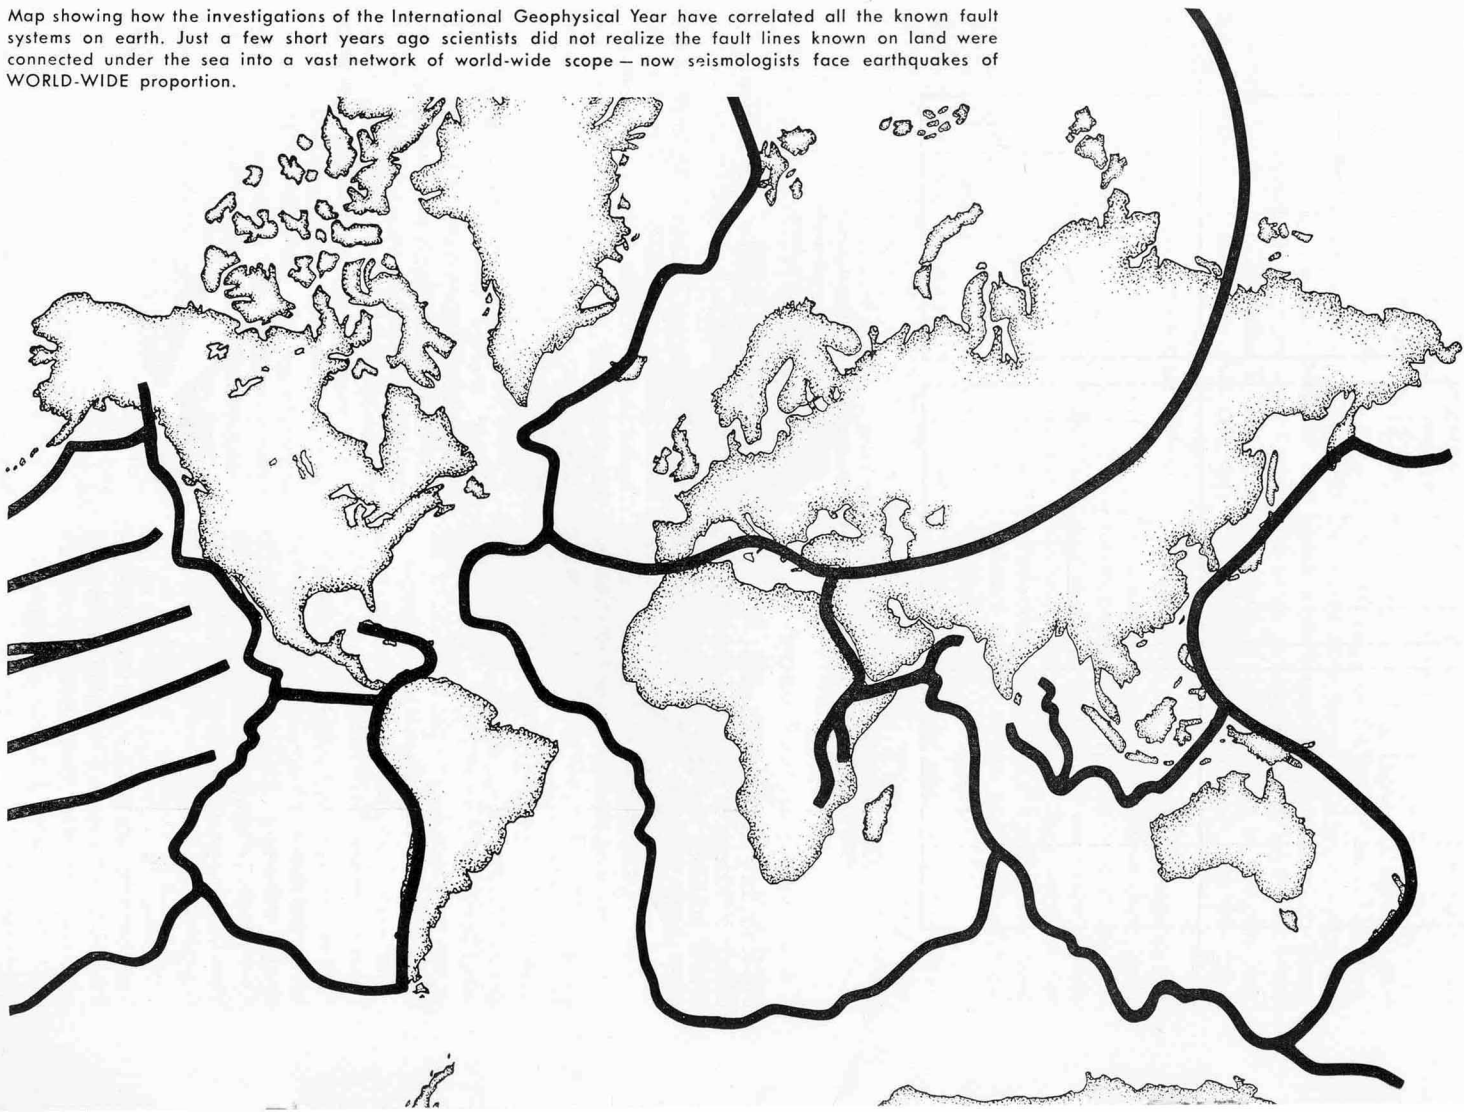 Map showing how the investigations of the International Geophysical Year have correlated all the known fault
systems on earth. Just a few short years ago scientists did not realize the fault lines known on land were
connected under the sea into a vast network of world-wide scope — now seismologists face earthquakes of
WORLD-WIDE proportion.